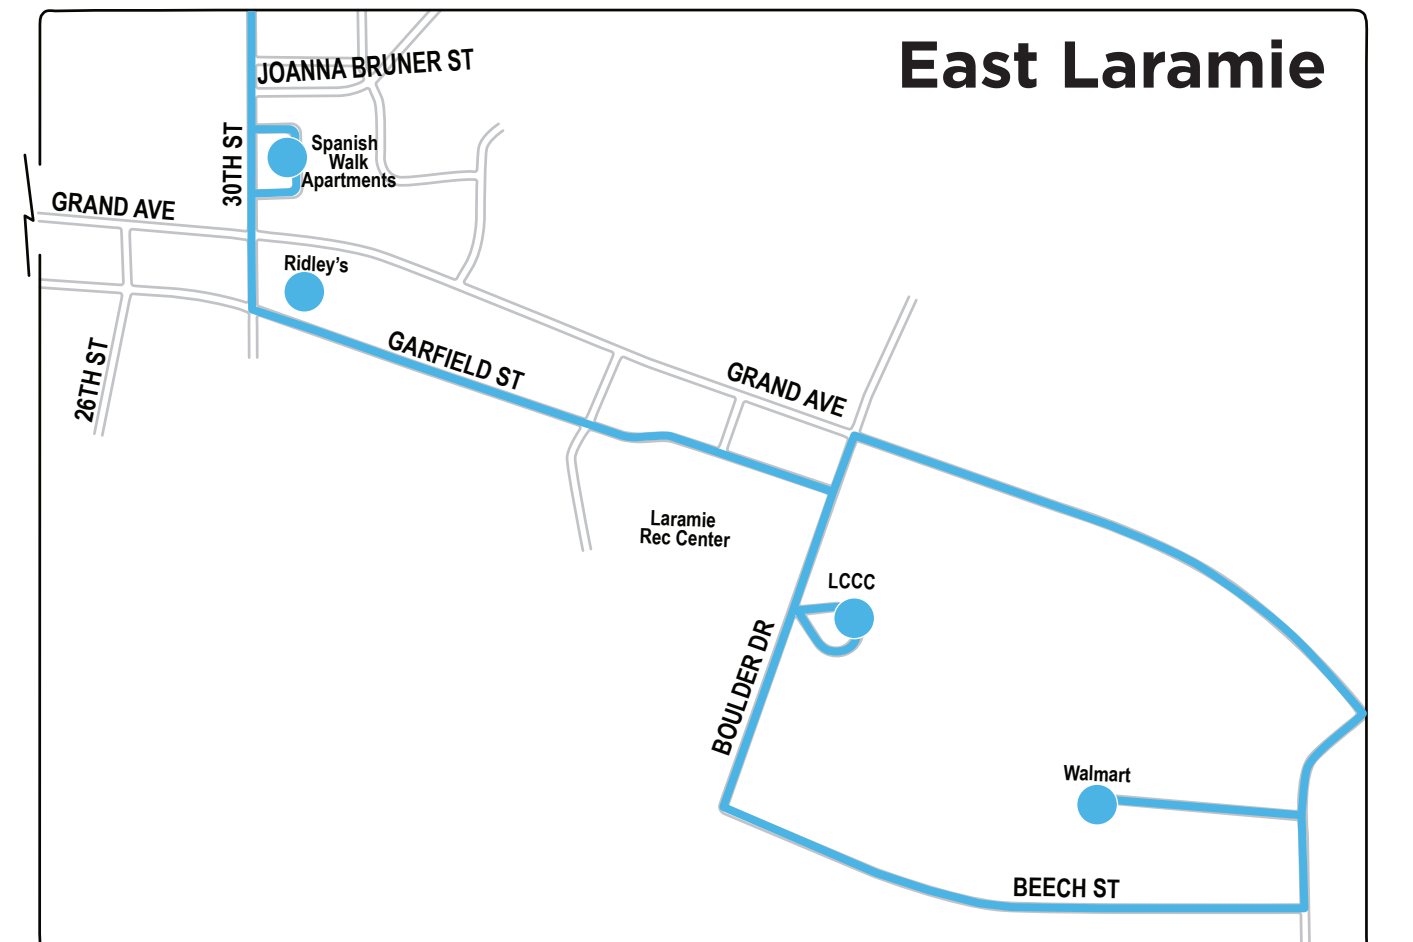 East Laramie
JOANNA BRUNER ST
30TH ST
Spanish
Walk
Apartments
GRAND AVE
Ridley's
26TH ST
GARFIELD ST
GRAND AVE
Laramie
Rec Center
LCCC
BOULDER DR
Walmart
BEECH ST